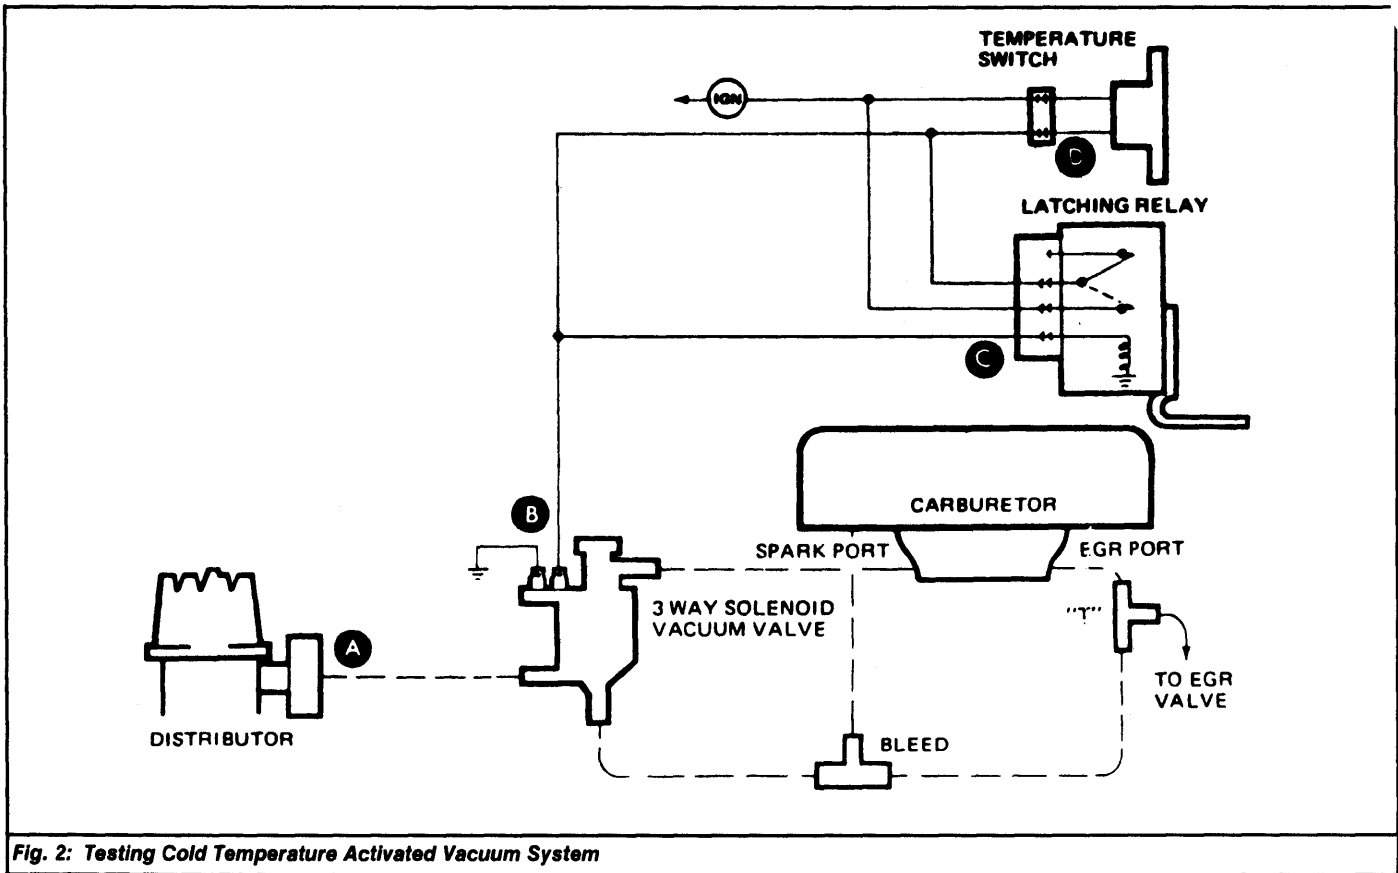 TEMPERATURE
SWITCH
IGN
D
LATCHING RELAY
C
CARBURETOR
B
SPARK PORT
EGR PORT
3 WAY SOLENOID
VACUUM VALVE
"T"
A
TO EGR
VALVE
DISTRIBUTOR
BLEED
Fig. 2: Testing Cold Temperature Activated Vacuum System